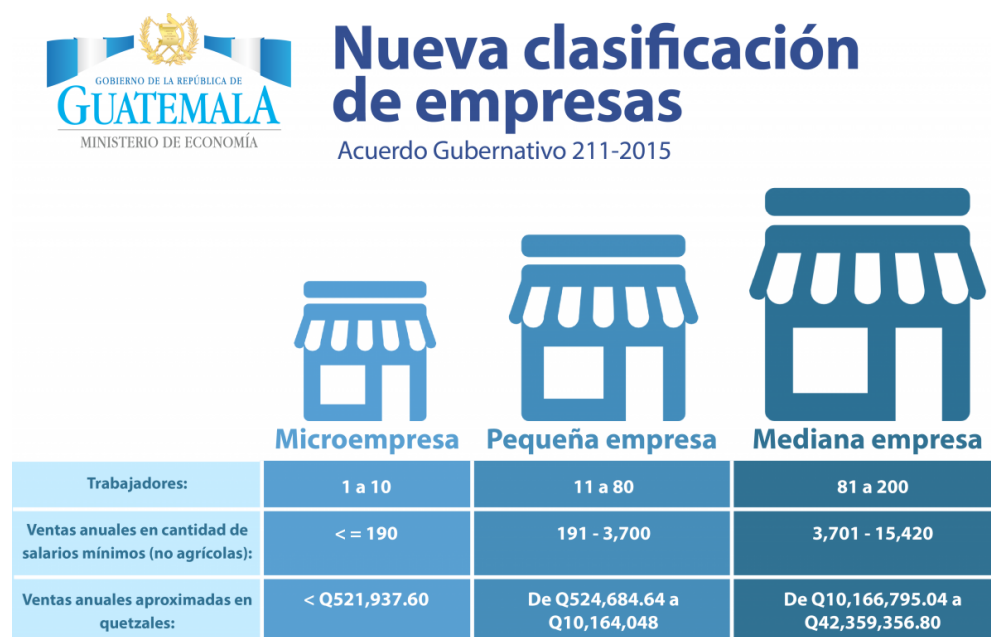 GOBIERNO DE LA REPÚBLICA DE
GUATEMALA
MINISTERIO DE ECONOMÍA
Nueva clasificación
de empresas
Acuerdo Gubernativo 211-2015
Microempresa
Pequeña empresa
Mediana empresa
Trabajadores:
1 a 10
11 a 80
81 a 200
Ventas anuales en cantidad de
salarios mínimos (no agrícolas):
< = 190
191 - 3,700
3,701 - 15,420
Ventas anuales aproximadas en
quetzales:
< Q521,937.60
De Q524,684.64 a
Q10,164,048
De Q10,166,795.04 a
Q42,359,356.80